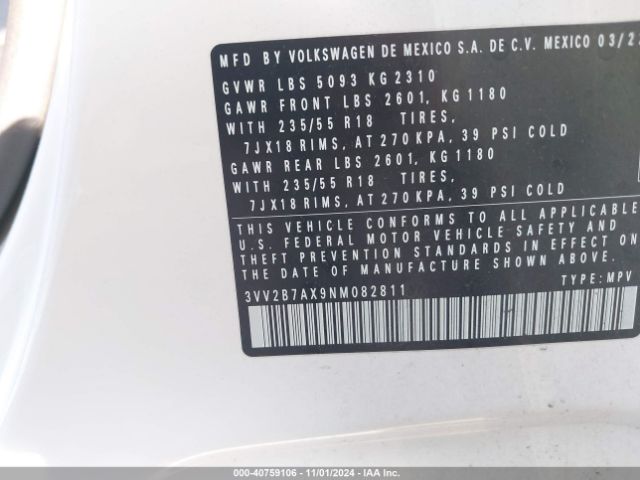 MFD BY VOLKSWAGEN DE MEXICO S.A. DE C.V. MEXICO 03/2
GVWR LBS 5093 KG 2310
GAWR FRONT LBS 2601, KG 1180
WITH 235/55 R18 TIRES,
7JX18 RIMS, AT 270 KPA, 39 PSI COLD
GAWR REAR LBS 2601, KG 1180
WITH 235/55 R18 TIRES,
7JX18 RIMS, AT 270 KPA, 39 PSI COLD
THIS VEHICLE CONFORMS TO ALL APPLICABLE
U.S. FEDERAL MOTOR VEHICLE SAFETY AND
THEFT PREVENTION STANDARDS IN EFFECT ON
THE DATE OF MANUFACTURE SHOWN ABOVE.
3VV2B7AX9NM082811 TYPE: MPV
000-40759106 - 11/01/2024 - IAAI.COM